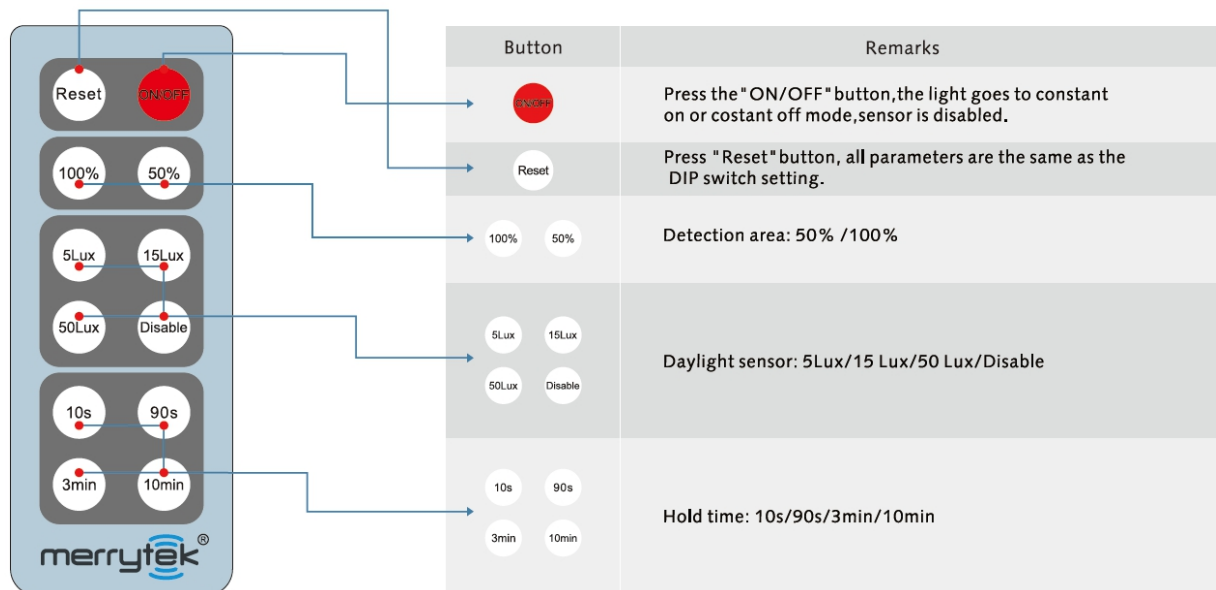 Reset ON/OFF
100% 50%
5Lux 15Lux
50Lux Disable
10s 90s
3min 10min
merrytek®
Button Remarks
ON/OFF
Press the"ON/OFF"button,the light goes to constant
on or costant off mode,sensor is disabled.
Reset
Press "Reset"button, all parameters are the same as the
DIP switch setting.
100% 50%
Detection area: 50% /100%
5Lux 15Lux
50Lux Disable
Daylight sensor: 5Lux/15 Lux/50 Lux/Disable
10s 90s
3min 10min
Hold time: 10s/90s/3min/10min